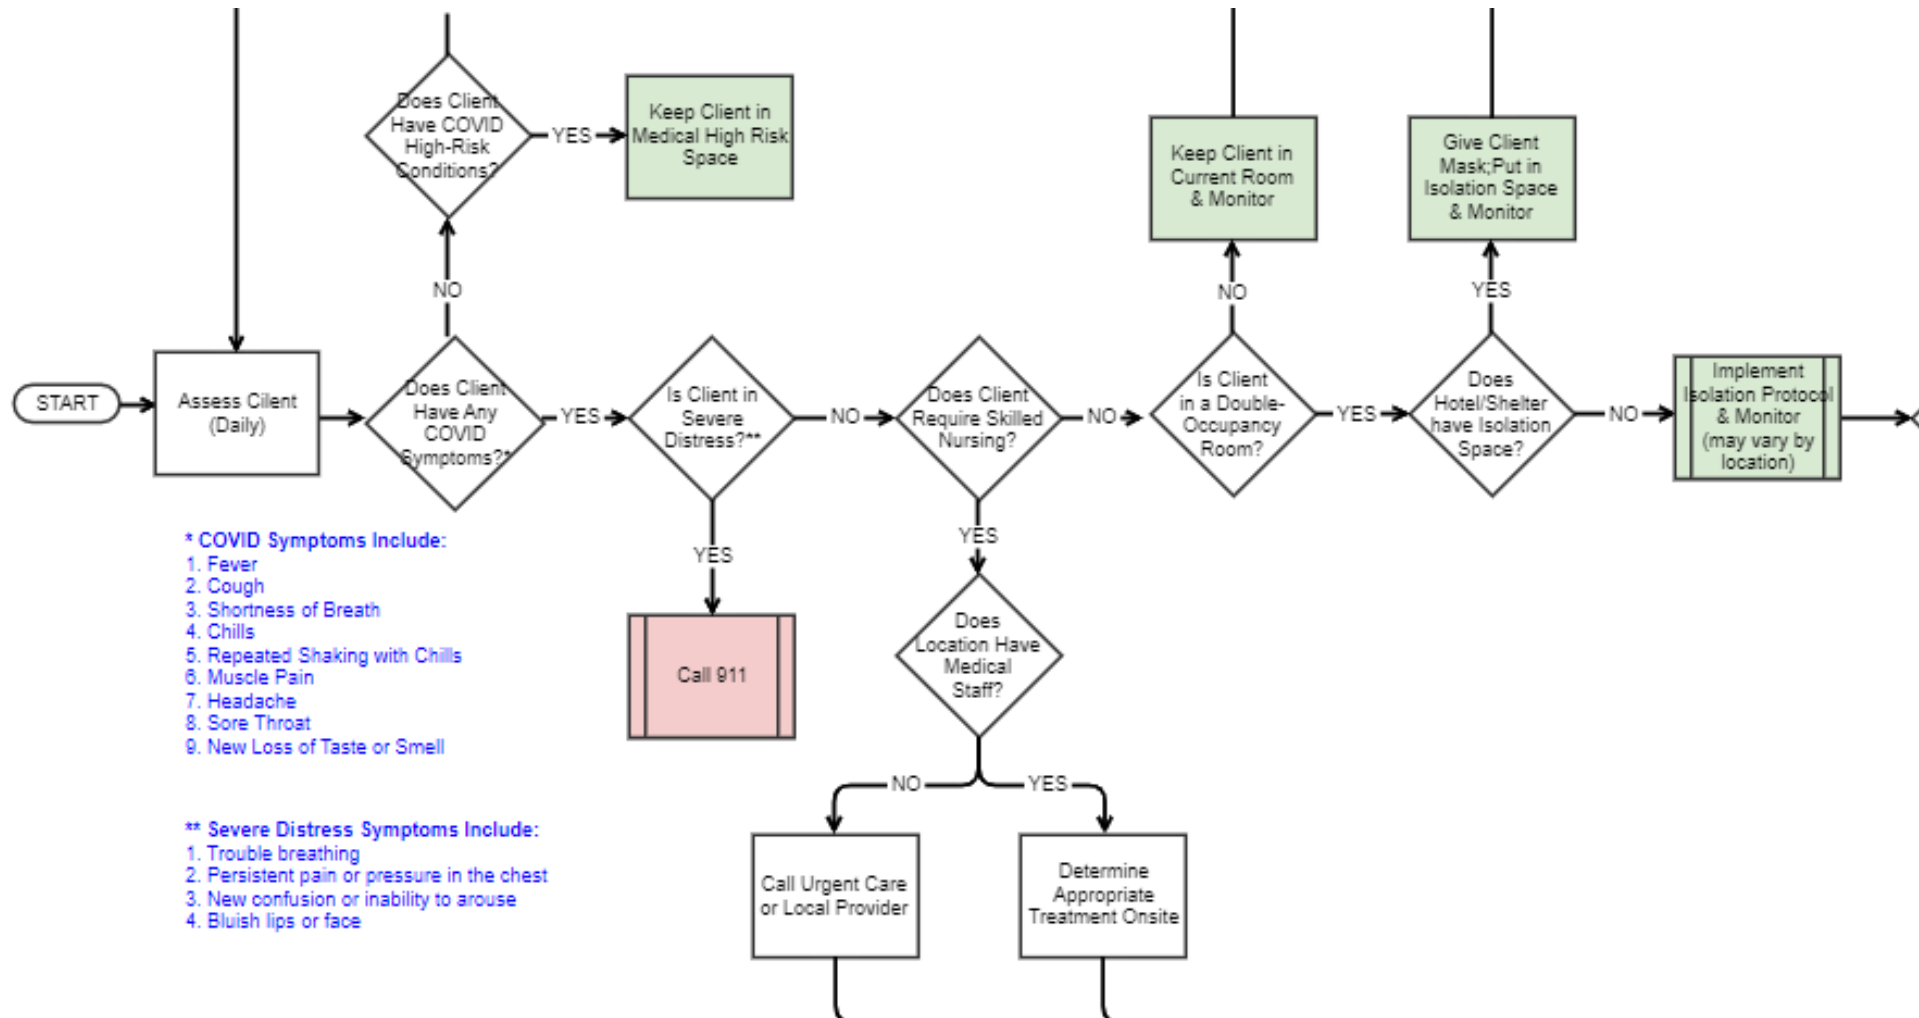 Does Client
Have COVID
High-Risk
Conditions?
YES
Keep Client in
Medical High Risk
Space
Keep Client in
Current Room
& Monitor
Give Client
Mask;Put in
Isolation Space
& Monitor
NO
NO
YES
START
Assess Cilent
(Daily)
Does Client
Have Any
COVID
Symptoms?*
YES
Is Client in
Severe
Distress?**
NO
Does Client
Require Skilled
Nursing?
NO
Is Client
in a Double-
Occupancy
Room?
YES
Does
Hotel/Shelter
have Isolation
Space?
NO
Implement
Isolation Protocol
& Monitor
(may vary by
location)
YES
YES
* COVID Symptoms Include:
1. Fever
2. Cough
3. Shortness of Breath
4. Chills
5. Repeated Shaking with Chills
6. Muscle Pain
7. Headache
8. Sore Throat
9. New Loss of Taste or Smell
Call 911
Does
Location Have
Medical
Staff?
NO
YES
** Severe Distress Symptoms Include:
1. Trouble breathing
2. Persistent pain or pressure in the chest
3. New confusion or inability to arouse
4. Bluish lips or face
Call Urgent Care
or Local Provider
Determine
Appropriate
Treatment Onsite